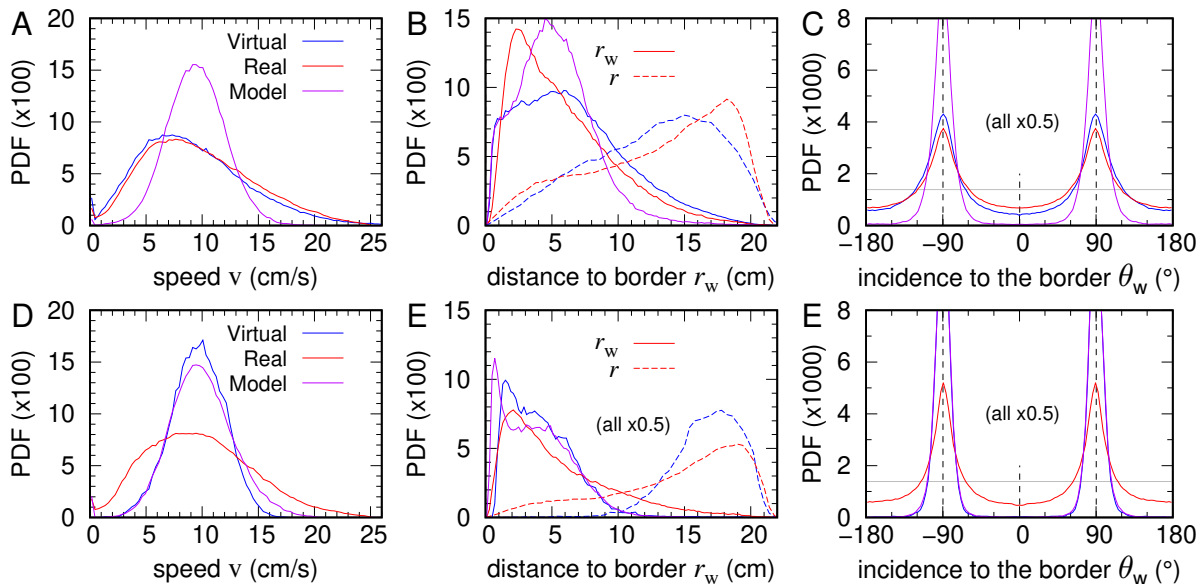 A
Virtual
Real
Model
PDF (x100)
0
5
10
15
20
0
5
10
15
20
25
speed v (cm/s)
B
r_w
r
PDF (x100)
0
5
10
15
0
5
10
15
20
distance to border r_w (cm)
C
(all x0.5)
PDF (x1000)
0
2
4
6
8
−180
−90
0
90
180
incidence to the border θ_w (°)
D
Virtual
Real
Model
PDF (x100)
0
5
10
15
20
0
5
10
15
20
25
speed v (cm/s)
E
r_w
r
(all x0.5)
PDF (x100)
0
5
10
15
0
5
10
15
20
distance to border r_w (cm)
E
(all x0.5)
PDF (x1000)
0
2
4
6
8
−180
−90
0
90
180
incidence to the border θ_w (°)